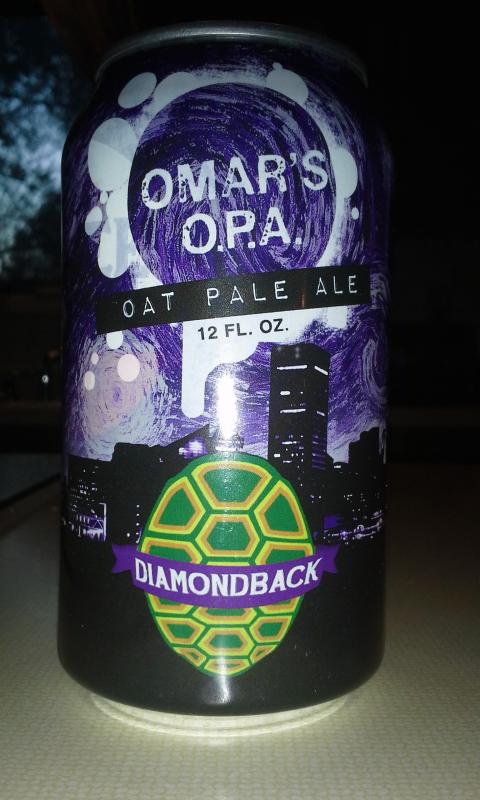 OMAR'S
O.P.A.
OAT PALE ALE
12 FL. OZ.
DIAMONDBACK